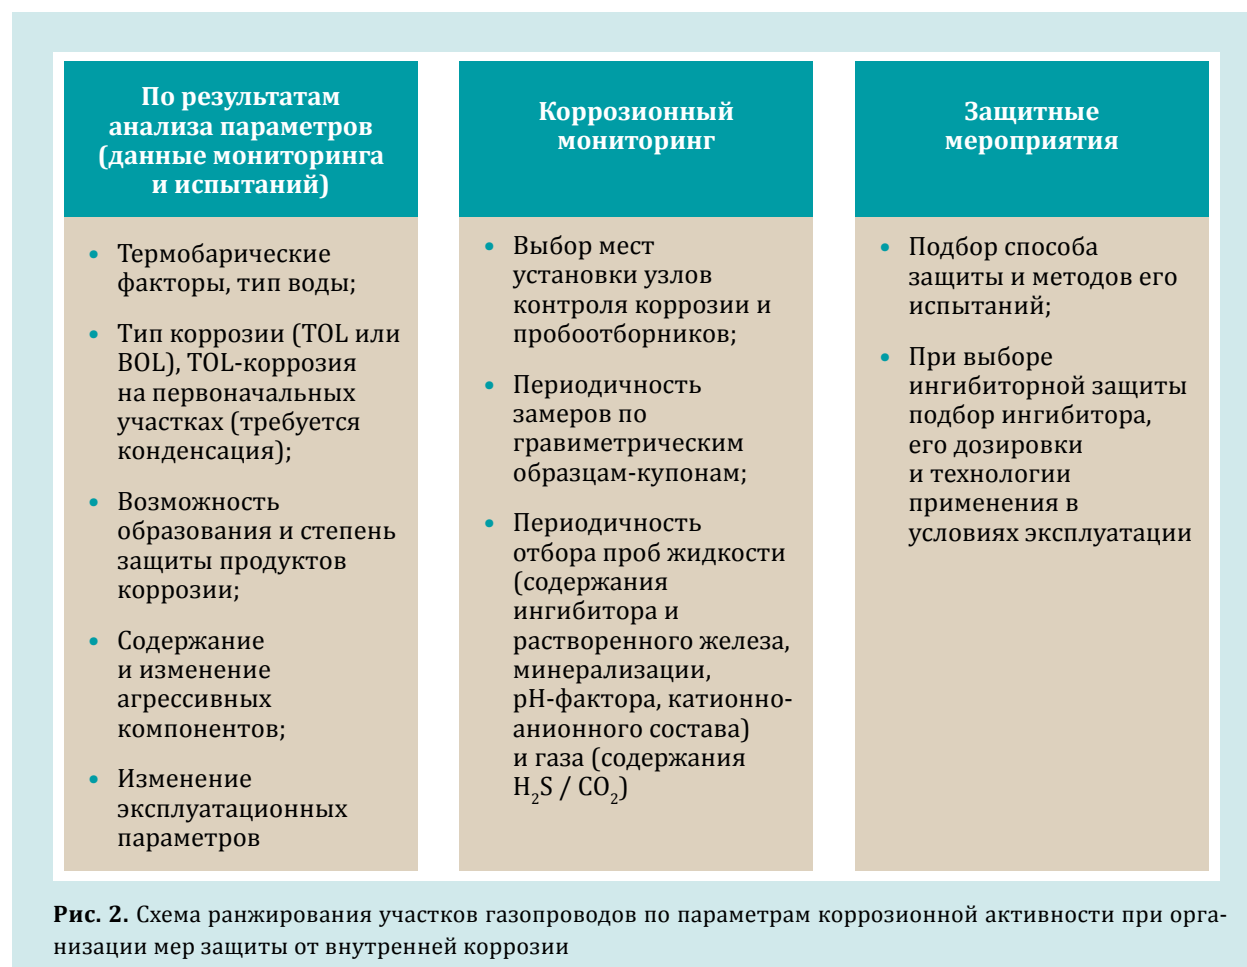 По результатам
анализа параметров
(данные мониторинга
и испытаний)
• Термобарические
факторы, тип воды;
• Тип коррозии (TOL или
BOL), TOL-коррозия
на первоначальных
участках (требуется
конденсация);
• Возможность
образования и степень
защиты продуктов
коррозии;
• Содержание
и изменение
агрессивных
компонентов;
• Изменение
эксплуатационных
параметров
Коррозионный
мониторинг
• Выбор мест
установки узлов
контроля коррозии и
пробоотборников;
• Периодичность
замеров по
гравиметрическим
образцам-купонам;
• Периодичность
отбора проб жидкости
(содержания
ингибитора и
растворенного железа,
минерализации,
pH-фактора, катионно-
анионного состава)
и газа (содержания
H₂S / CO₂)
Защитные
мероприятия
• Подбор способа
защиты и методов его
испытаний;
• При выборе
ингибиторной защиты
подбор ингибитора,
его дозировки
и технологии
применения в
условиях эксплуатации
Рис. 2. Схема ранжирования участков газопроводов по параметрам коррозионной активности при орга-
низации мер защиты от внутренней коррозии